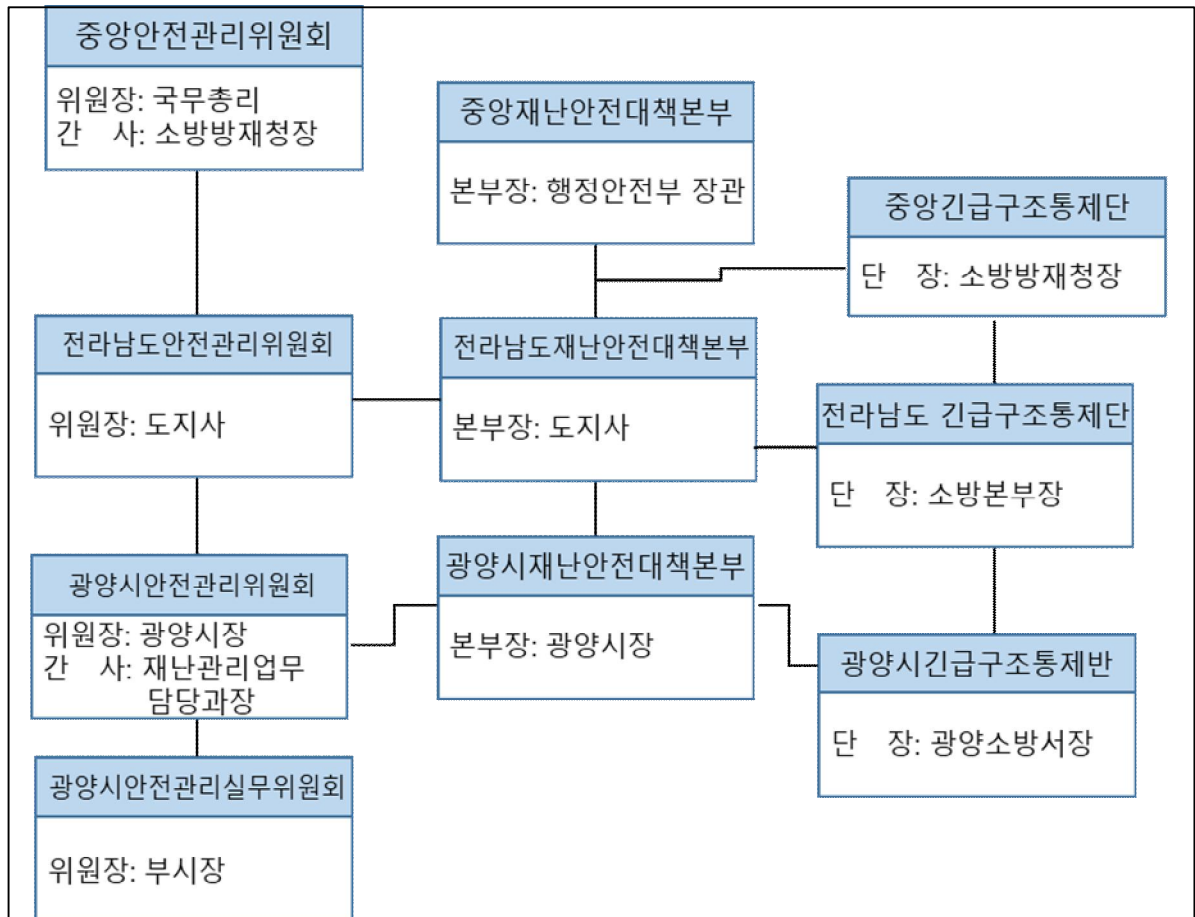 중앙안전관리위원회
위원장: 국무총리
간 사: 소방방재청장
중앙재난안전대책본부
본부장: 행정안전부 장관
중앙긴급구조통제단
단 장: 소방방재청장
전라남도안전관리위원회
위원장: 도지사
전라남도재난안전대책본부
본부장: 도지사
전라남도 긴급구조통제단
단 장: 소방본부장
광양시안전관리위원회
위원장: 광양시장
간 사: 재난관리업무
담당과장
광양시재난안전대책본부
본부장: 광양시장
광양시긴급구조통제반
단 장: 광양소방서장
광양시안전관리실무위원회
위원장: 부시장